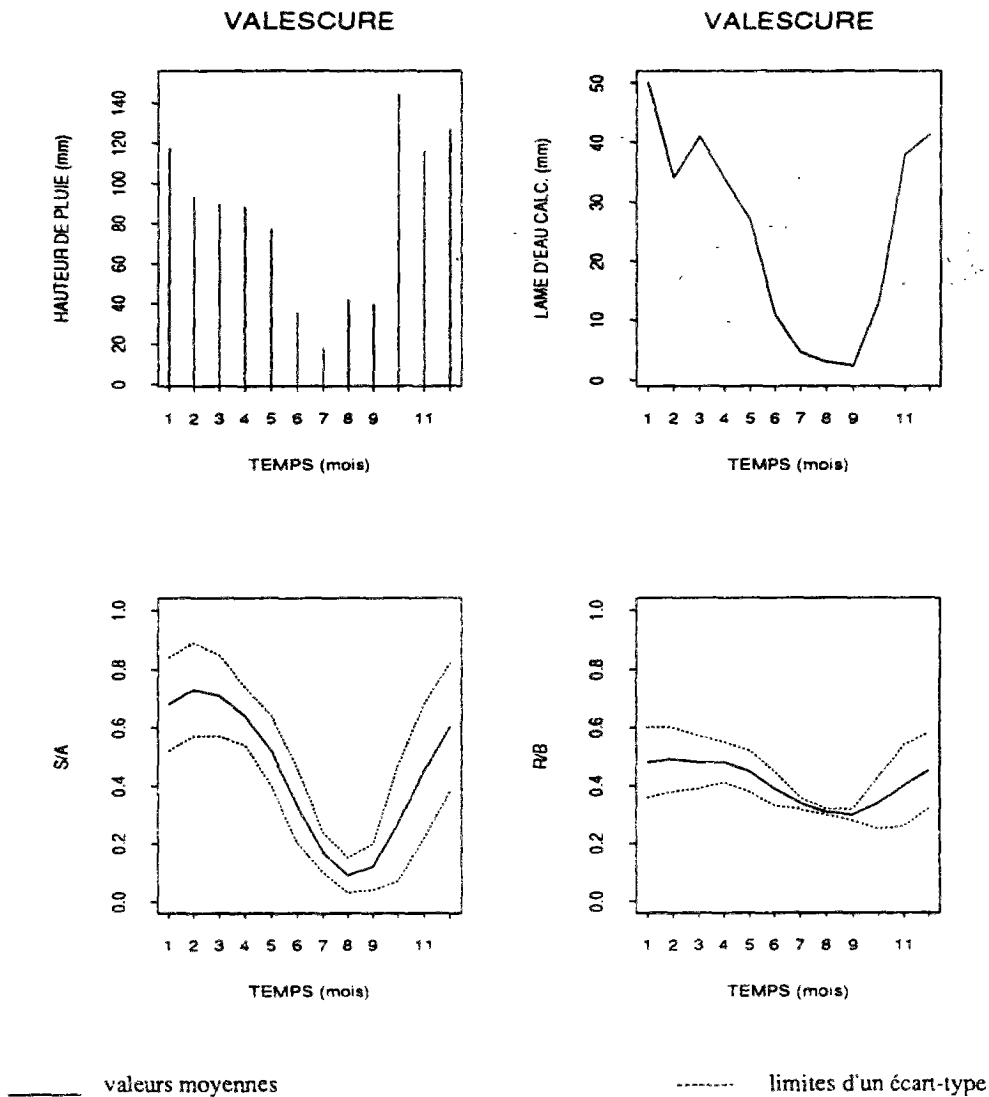 VALESCURE
HAUTEUR DE PLUIE (mm)
140
120
100
80
60
40
20
0
1 2 3 4 5 6 7 8 9 11
TEMPS (mois)
VALESCURE
LAME D'EAU CALC. (mm)
50
40
30
20
10
0
1 2 3 4 5 6 7 8 9 11
TEMPS (mois)
S/A
1.0
0.8
0.6
0.4
0.2
0.0
1 2 3 4 5 6 7 8 9 11
TEMPS (mois)
R/B
1.0
0.8
0.6
0.4
0.2
0.0
1 2 3 4 5 6 7 8 9 11
TEMPS (mois)
valeurs moyennes
limites d'un écart-type